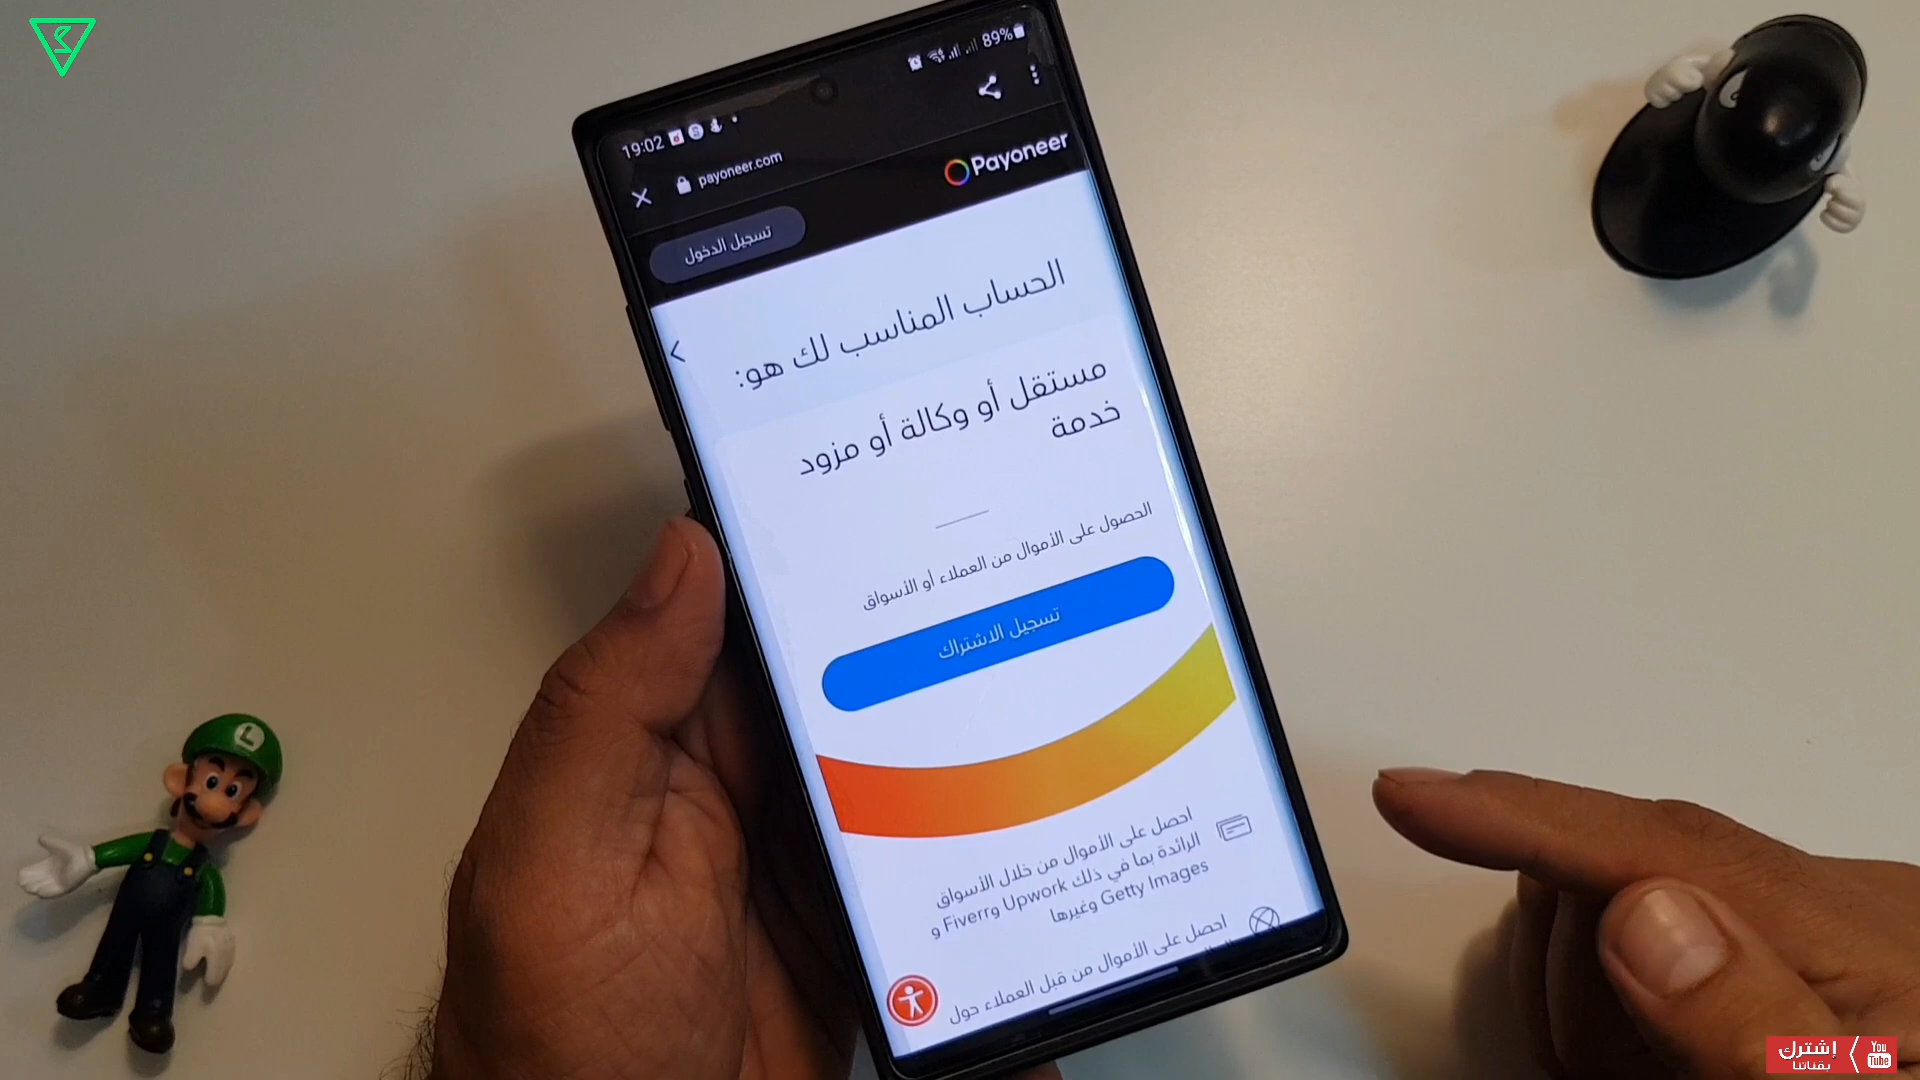 19:02
89%
payoneer.com
Payoneer
تسجيل الدخول
الحساب المناسب لك هو:
مستقل أو وكالة أو مزود
خدمة
الحصول على الأموال من العملاء أو الأسواق
تسجيل الاشتراك
احصل على الأموال من خلال الأسواق
الرائدة بما في ذلك Upwork وFiverr و
Getty Images وغيرها
احصل على الأموال من قبل العملاء حول
L
إشترك
بقناتنا
You
Tube